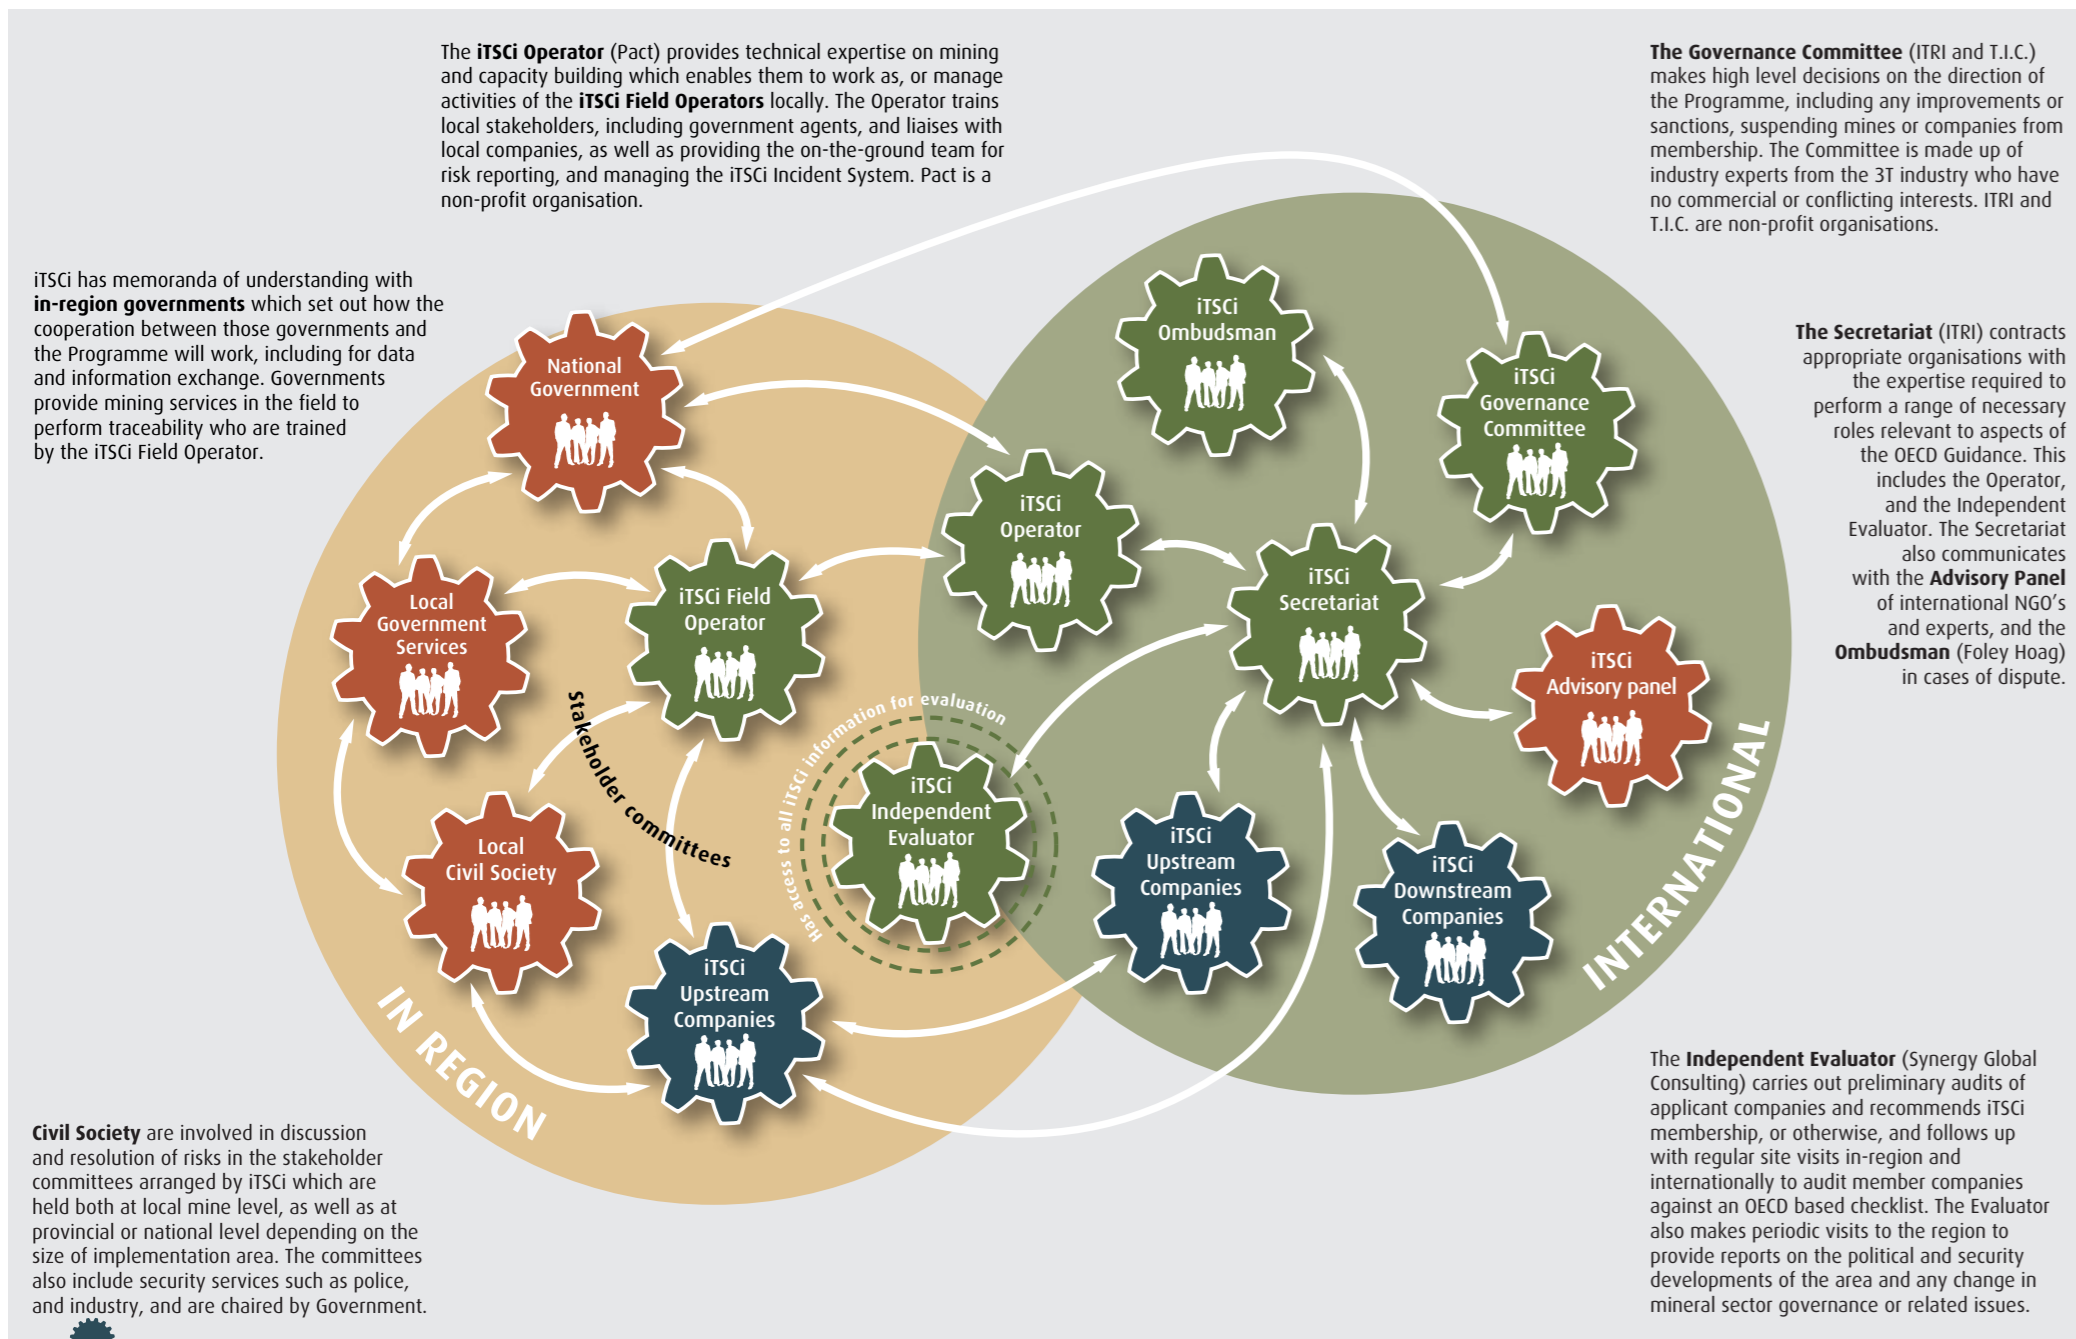 The iTSCi Operator (Pact) provides technical expertise on mining
and capacity building which enables them to work as, or manage
activities of the iTSCi Field Operators locally. The Operator trains
local stakeholders, including government agents, and liaises with
local companies, as well as providing the on-the-ground team for
risk reporting, and managing the iTSCi Incident System. Pact is a
non-profit organisation.
The Governance Committee (ITRI and T.I.C.)
makes high level decisions on the direction of
the Programme, including any improvements or
sanctions, suspending mines or companies from
membership. The Committee is made up of
industry experts from the 3T industry who have
no commercial or conflicting interests. ITRI and
T.I.C. are non-profit organisations.
iTSCi has memoranda of understanding with
in-region governments which set out how the
cooperation between those governments and
the Programme will work, including for data
and information exchange. Governments
provide mining services in the field to
perform traceability who are trained
by the iTSCi Field Operator.
The Secretariat (ITRI) contracts
appropriate organisations with
the expertise required to
perform a range of necessary
roles relevant to aspects of
the OECD Guidance. This
includes the Operator,
and the Independent
Evaluator. The Secretariat
also communicates
with the Advisory Panel
of international NGO's
and experts, and the
Ombudsman (Foley Hoag)
in cases of dispute.
National
Government
iTSCi
Ombudsman
iTSCi
Governance
Committee
iTSCi
Operator
iTSCi
Secretariat
Local
Government
Services
iTSCi Field
Operator
iTSCi
Advisory panel
Stakeholder committees
Has access to all iTSCi information for evaluation
iTSCi
Independent
Evaluator
Local
Civil Society
iTSCi
Upstream
Companies
iTSCi
Downstream
Companies
iTSCi
Upstream
Companies
IN REGION
INTERNATIONAL
Civil Society are involved in discussion
and resolution of risks in the stakeholder
committees arranged by iTSCi which are
held both at local mine level, as well as at
provincial or national level depending on the
size of implementation area. The committees
also include security services such as police,
and industry, and are chaired by Government.
The Independent Evaluator (Synergy Global
Consulting) carries out preliminary audits of
applicant companies and recommends iTSCi
membership, or otherwise, and follows up
with regular site visits in-region and
internationally to audit member companies
against an OECD based checklist. The Evaluator
also makes periodic visits to the region to
provide reports on the political and security
developments of the area and any change in
mineral sector governance or related issues.